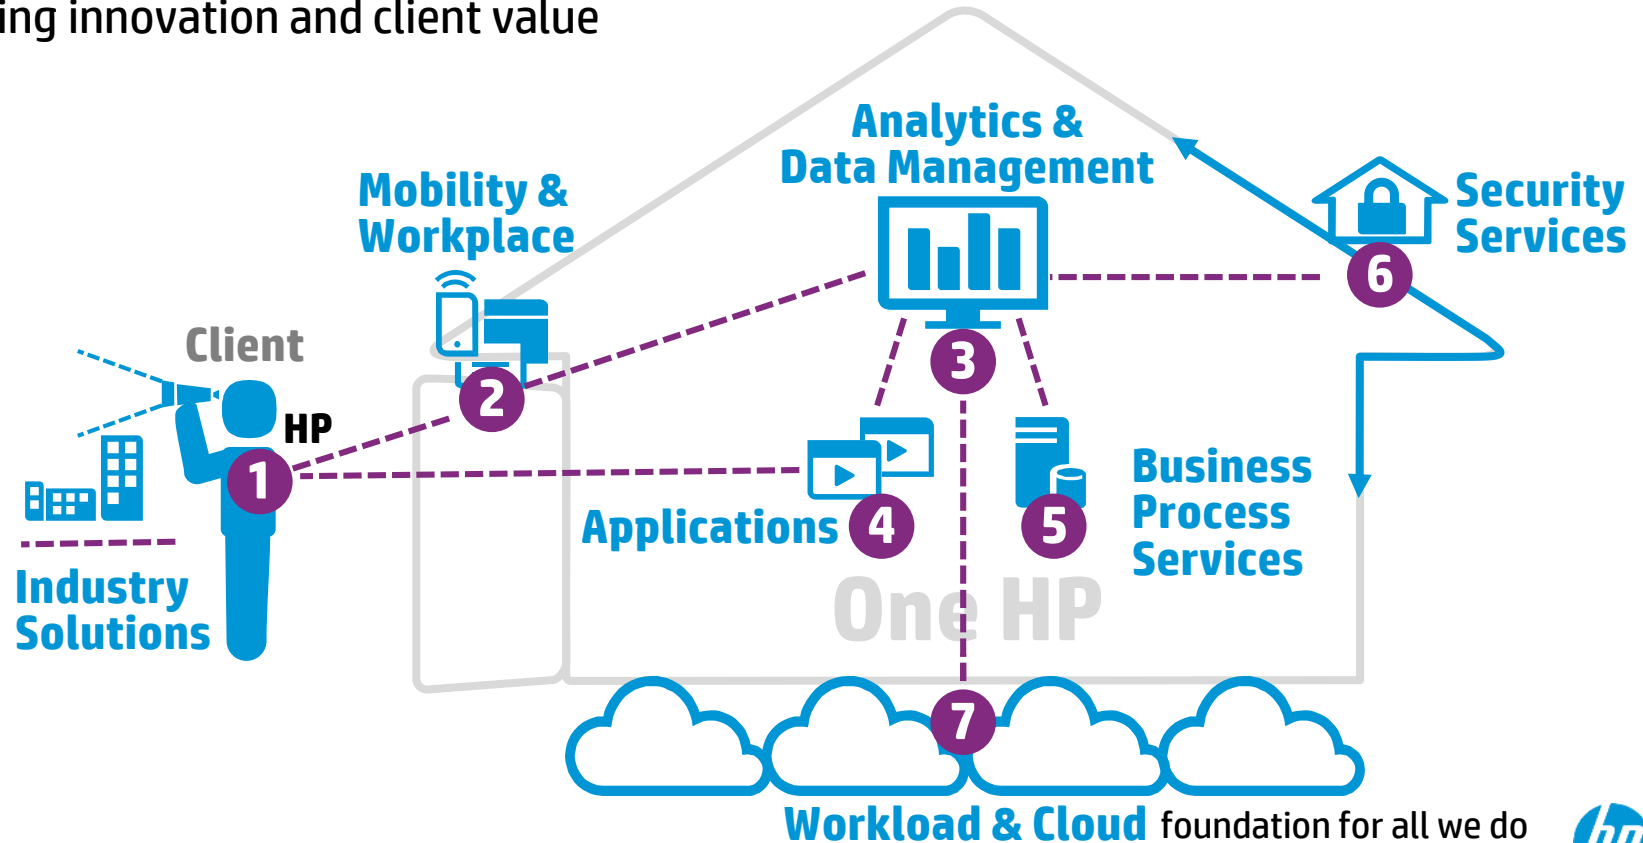 ing innovation and client value
Analytics &
Data Management
Mobility &
Workplace
Security
Services
6
Client
3
2
HP
1
Business
Process
Services
Applications
4
5
One HP
Industry
Solutions
7
Workload & Cloud foundation for all we do
hp